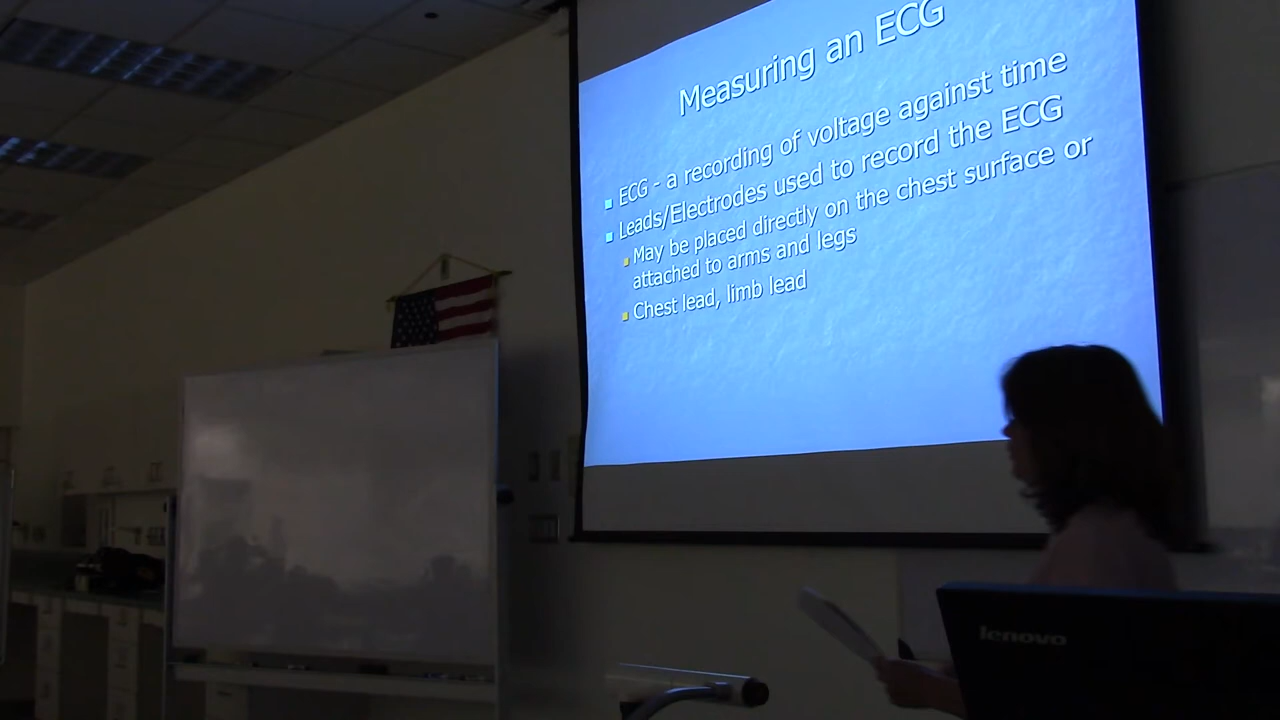 Measuring an ECG
ECG - a recording of voltage against time
Leads/Electrodes used to record the ECG
May be placed directly on the chest surface or
attached to arms and legs
Chest lead, limb lead
lenovo